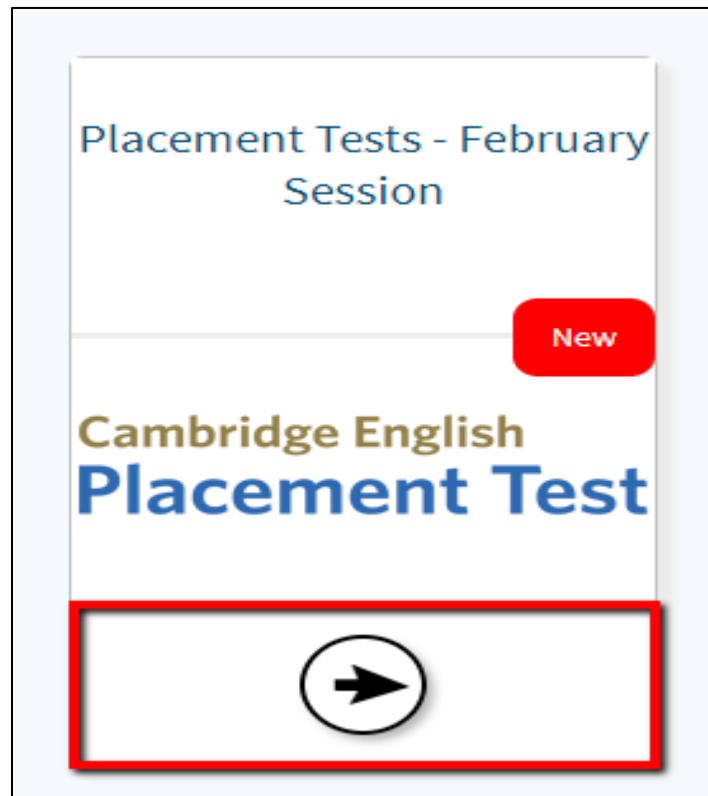 Placement Tests - February
Session
New
Cambridge English
Placement Test